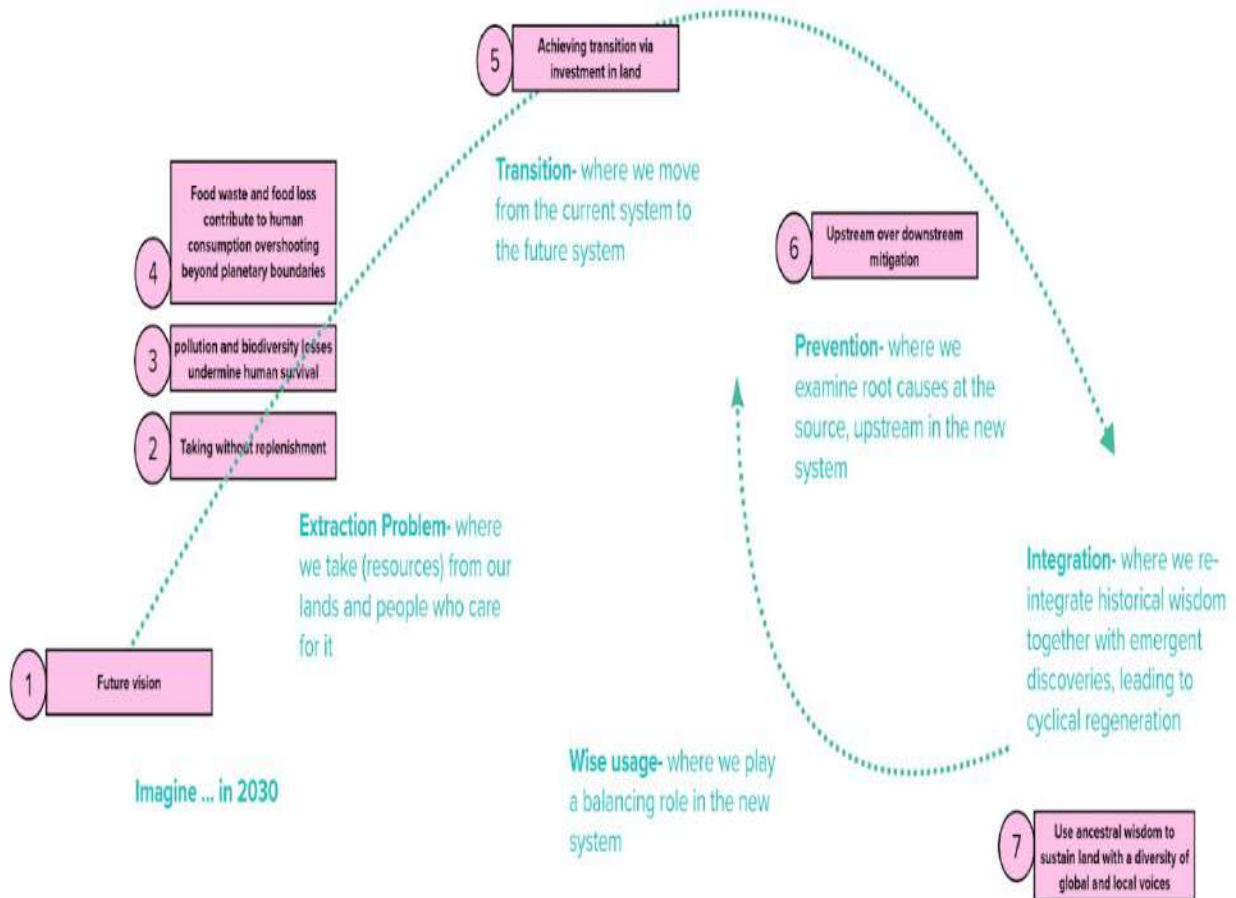 5
Achieving transition via
investment in land
Transition- where we move
from the current system to
the future system
4
Food waste and food loss
contribute to human
consumption overshooting
beyond planetary boundaries
3
pollution and biodiversity losses
undermine human survival
2
Taking without replenishment
6
Upstream over downstream
mitigation
Prevention- where we
examine root causes at the
source, upstream in the new
system
Extraction Problem- where
we take (resources) from our
lands and people who care
for it
1
Future vision
Imagine ... in 2030
Integration- where we re-
integrate historical wisdom
together with emergent
discoveries, leading to
cyclical regeneration
Wise usage- where we play
a balancing role in the new
system
7
Use ancestral wisdom to
sustain land with a diversity of
global and local voices